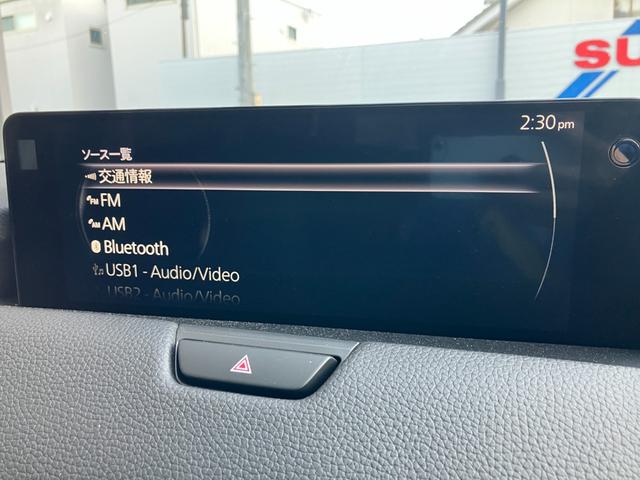 SU
2:30 pm
ソース一覧
交通情報
FM
AM
Bluetooth
USB1 - Audio/Video
USB2 - Audio/Video